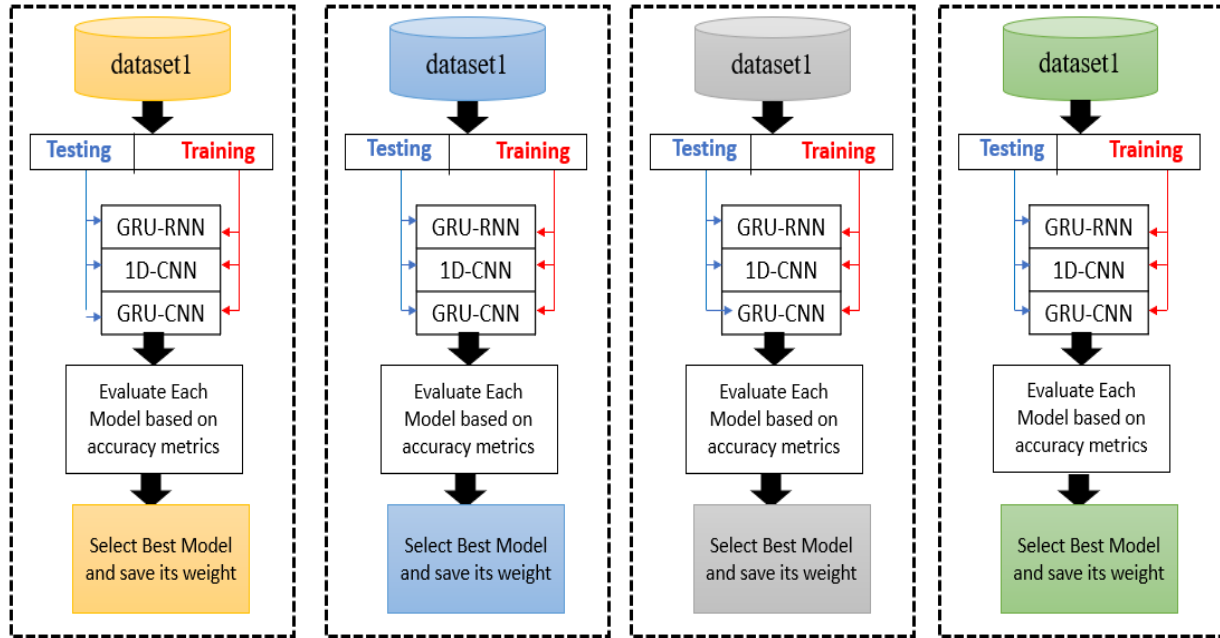 dataset1
Testing
Training
GRU-RNN
1D-CNN
GRU-CNN
Evaluate Each
Model based on
accuracy metrics
Select Best Model
and save its weight
dataset1
Testing
Training
GRU-RNN
1D-CNN
GRU-CNN
Evaluate Each
Model based on
accuracy metrics
Select Best Model
and save its weight
dataset1
Testing
Training
GRU-RNN
1D-CNN
GRU-CNN
Evaluate Each
Model based on
accuracy metrics
Select Best Model
and save its weight
dataset1
Testing
Training
GRU-RNN
1D-CNN
GRU-CNN
Evaluate Each
Model based on
accuracy metrics
Select Best Model
and save its weight